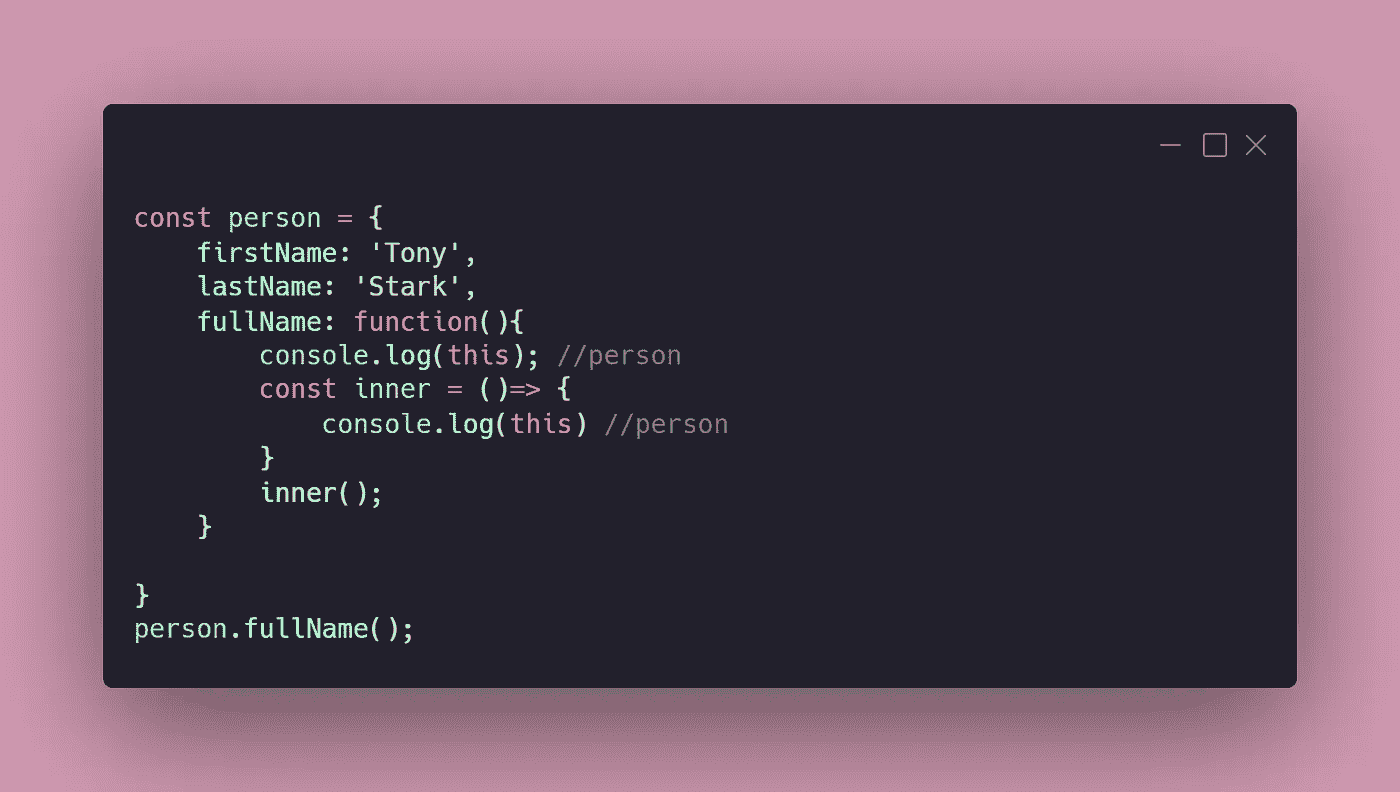 const person = {
    firstName: 'Tony',
    lastName: 'Stark',
    fullName: function(){
        console.log(this); //person
        const inner = ()=> {
            console.log(this) //person
        }
        inner();
    }

}
person.fullName();